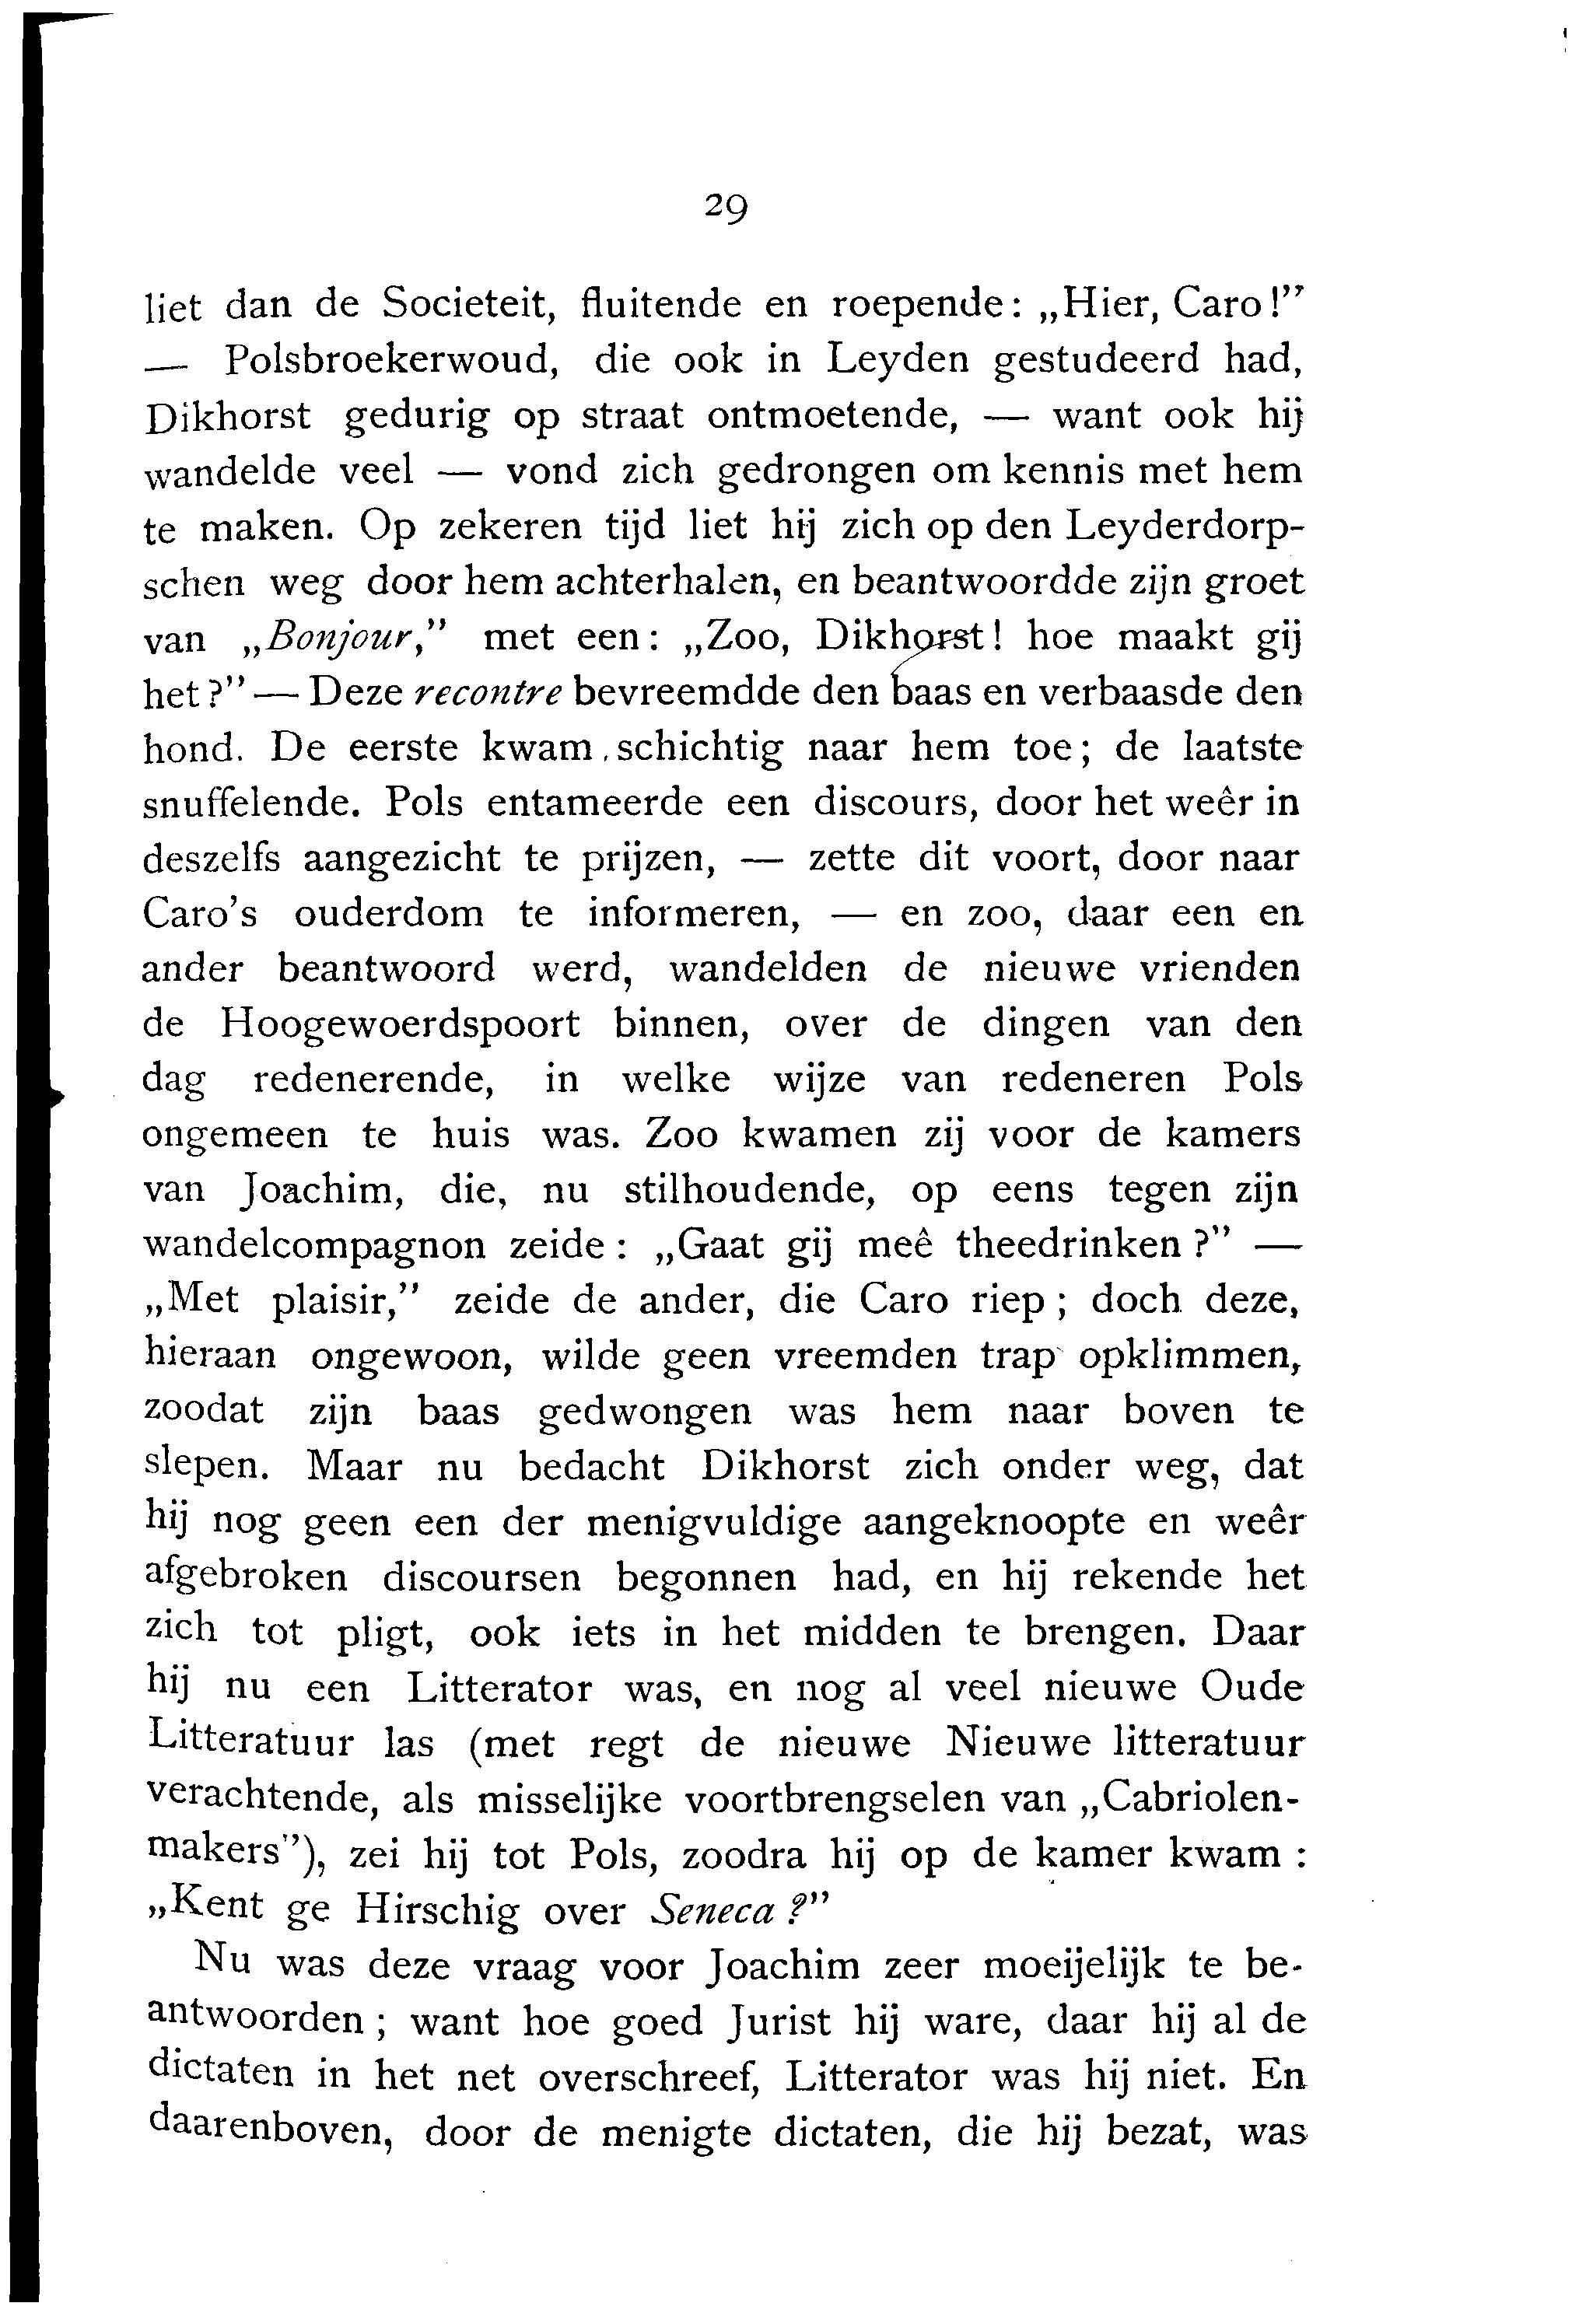 29
liet dan de Societeit, fluitende en roepende: „Hier, Caro!”
— Polsbroekerwoud, die ook in Leyden gestudeerd had,
Dikhorst gedurig op straat ontmoetende, — want ook hij
wandelde veel — vond zich gedrongen om kennis met hem
te maken. Op zekeren tijd liet hij zich op den Leyderdorp-
schen weg door hem achterhalen, en beantwoordde zijn groet
van „Bonjour,” met een: „Zoo, Dikhorst! hoe maakt gij
het?” — Deze recontre bevreemdde den baas en verbaasde den
hond. De eerste kwam schichtig naar hem toe; de laatste
snuffelende. Pols entameerde een discours, door het weêr in
deszelfs aangezicht te prijzen, — zette dit voort, door naar
Caro’s ouderdom te informeren, — en zoo, daar een en
ander beantwoord werd, wandelden de nieuwe vrienden
de Hoogewoerdspoort binnen, over de dingen van den
dag redenerende, in welke wijze van redeneren Pols
ongemeen te huis was. Zoo kwamen zij voor de kamers
van Joachim, die, nu stilhoudende, op eens tegen zijn
wandelcompagnon zeide: „Gaat gij meê theedrinken?” —
„Met plaisir,” zeide de ander, die Caro riep; doch deze,
hieraan ongewoon, wilde geen vreemden trap opklimmen,
zoodat zijn baas gedwongen was hem naar boven te
slepen. Maar nu bedacht Dikhorst zich onder weg, dat
hij nog geen een der menigvuldige aangeknoopte en weêr
afgebroken discoursen begonnen had, en hij rekende het
zich tot pligt, ook iets in het midden te brengen. Daar
hij nu een Litterator was, en nog al veel nieuwe Oude
Litteratuur las (met regt de nieuwe Nieuwe litteratuur
verachtende, als misselijke voortbrengselen van „Cabriolen-
makers”), zei hij tot Pols, zoodra hij op de kamer kwam:
„Kent ge Hirschig over Seneca?”
Nu was deze vraag voor Joachim zeer moeijelijk te be-
antwoorden; want hoe goed Jurist hij ware, daar hij al de
dictaten in het net overschreef, Litterator was hij niet. En
daarenboven, door de menigte dictaten, die hij bezat, was